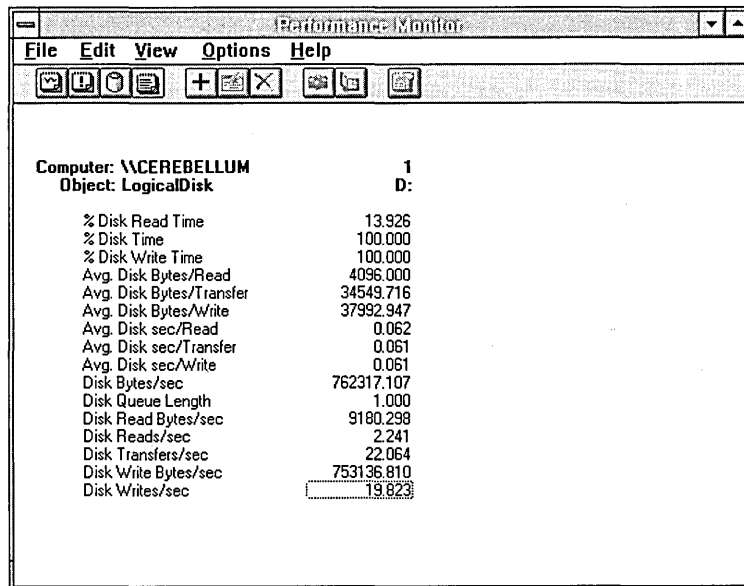 Performance Monitor
File Edit View Options Help
Computer: \\CEREBELLUM 1
Object: LogicalDisk D:
% Disk Read Time 13.926
% Disk Time 100.000
% Disk Write Time 100.000
Avg. Disk Bytes/Read 4096.000
Avg. Disk Bytes/Transfer 34549.716
Avg. Disk Bytes/Write 37992.947
Avg. Disk sec/Read 0.062
Avg. Disk sec/Transfer 0.061
Avg. Disk sec/Write 0.061
Disk Bytes/sec 762317.107
Disk Queue Length 1.000
Disk Read Bytes/sec 9180.298
Disk Reads/sec 2.241
Disk Transfers/sec 22.064
Disk Write Bytes/sec 753136.810
Disk Writes/sec 19.823